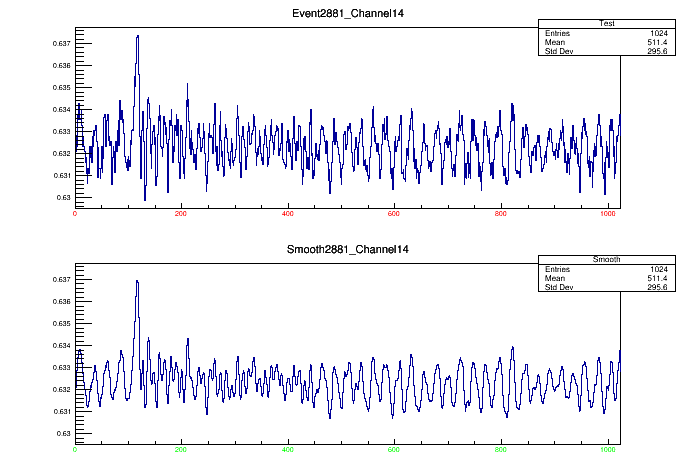 Event2881_Channel14
Test
Entries 1024
Mean 511.4
Std Dev 295.6
0.637
0.636
0.635
0.634
0.633
0.632
0.631
0.63
0 200 400 600 800 1000
Smooth2881_Channel14
Smooth
Entries 1024
Mean 511.4
Std Dev 295.6
0.637
0.636
0.635
0.634
0.633
0.632
0.631
0.63
0 200 400 600 800 1000